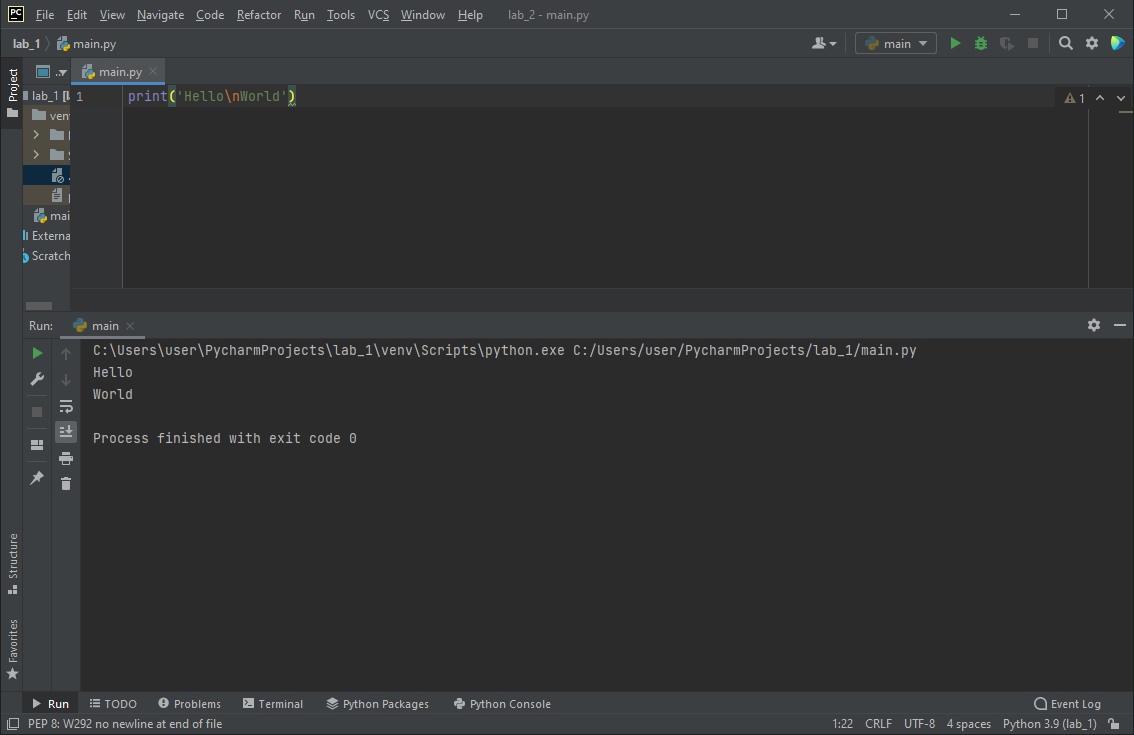 PC File Edit View Navigate Code Refactor Run Tools VCS Window Help lab_2 - main.py
lab_1 main.py main
Project .. main.py
lab_1 [l 1 print('Hello\nWorld') 1
ven
mai
Externa
Scratch
Run: main
C:\Users\user\PycharmProjects\lab_1\venv\Scripts\python.exe C:/Users/user/PycharmProjects/lab_1/main.py
Hello
World
Process finished with exit code 0
Structure
Favorites
Run TODO Problems Terminal Python Packages Python Console Event Log
PEP 8: W292 no newline at end of file 1:22 CRLF UTF-8 4 spaces Python 3.9 (lab_1)